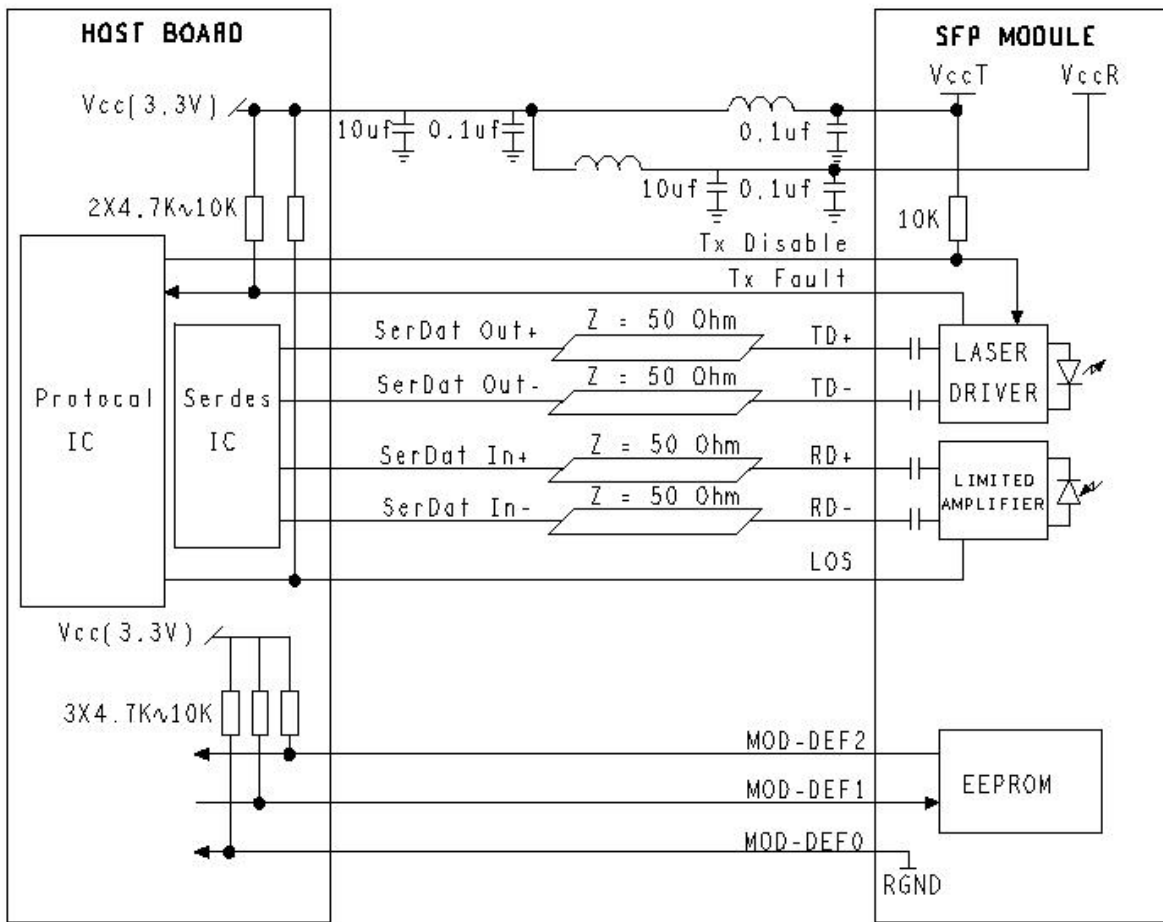 HOST BOARD
SFP MODULE
VccT
VccR
Vcc(3.3V)
10uf
0.1uf
0.1uf
10uf
0.1uf
2X4.7K~10K
10K
Tx Disable
Tx Fault
Protocal
IC
Serdes
IC
SerDat Out+
Z = 50 Ohm
TD+
SerDat Out-
Z = 50 Ohm
TD-
LASER
DRIVER
SerDat In+
Z = 50 Ohm
RD+
SerDat In-
Z = 50 Ohm
RD-
LIMITED
AMPLIFIER
LOS
Vcc(3.3V)
3X4.7K~10K
MOD-DEF2
MOD-DEF1
MOD-DEF0
EEPROM
RGND